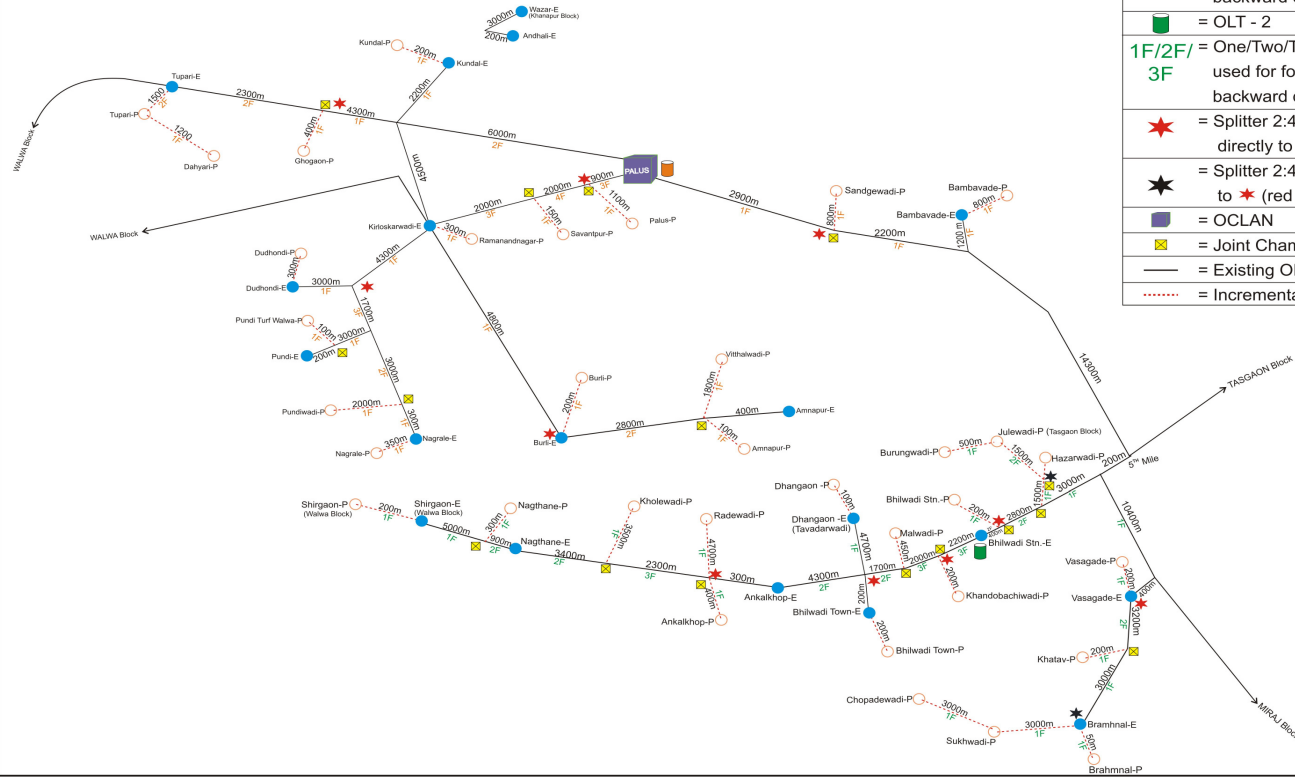 Wazar-E
(Khanapur Block)
3000m
200m
Andhali-E
Kundal-P
200m
1F
Kundal-E
2200m
1F
Tupari-E
2300m
2F
4300m
1F
1500
2F
Tupari-P
1200
1F
Dahyari-P
400m
1F
Ghogaon-P
WALWA Block
6000m
2F
4500m
PALUS
900m
3F
2000m
4F
2000m
3F
1100m
1F
Palus-P
150m
1F
Savantpur-P
300m
1F
Ramanandnagar-P
Kirloskarwadi-E
WALWA Block
2900m
1F
Sandgewadi-P
800m
1F
2200m
1F
Bambavade-P
800m
1F
Bambavade-E
1200 m
1F
14300m
Dudhondi-P
300m
Dudhondi-E
3000m
1F
4300m
1F
1700m
3F
Pundi Turf Walwa-P
100m
1F
3000m
1F
Pundi-E
200m
3000m
2F
Pundiwadi-P
2000m
1F
300m
1F
Nagrale-E
350m
1F
Nagrale-P
4800m
1F
Burli-P
200m
1F
Burli-E
2800m
2F
Vitthalwadi-P
1800m
1F
400m
Amnapur-E
100m
1F
Amnapur-P
TASGAON Block
5TH Mile
200m
Julewadi-P (Tasgaon Block)
500m
1F
Burungwadi-P
1500m
2F
Hazarwadi-P
1500m
1F
3000m
1F
2800m
2F
Bhilwadi Stn.-P
200m
1F
Bhilwadi Stn.-E
2200m
3F
2000m
3F
200m
1F
Khandobachiwadi-P
Malwadi-P
450m
1F
1700m
2F
Dhangaon -P
100m
Dhangaon -E
(Tavadarwadi)
4700m
1F
200m
Bhilwadi Town-E
200m
Bhilwadi Town-P
4300m
2F
Ankalkhop-E
300m
Radewadi-P
4700m
1F
1F
400m
Ankalkhop-P
2300m
3F
Kholewadi-P
3500m
1F
3400m
2F
Nagthane-E
Nagthane-P
300m
1F
900m
2F
5000m
1F
Shirgaon-E
(Walwa Block)
Shirgaon-P
(Walwa Block)
200m
1F
10400m
1F
Vasagade-P
200m
1F
Vasagade-E
400m
3200m
2F
Khatav-P
200m
1F
3000m
1F
Chopadewadi-P
3000m
1F
Sukhwadi-P
3000m
1F
Bramhnal-E
50m
1F
Brahmnal-P
MIRAJ Block
backward
= OLT - 2
1F/2F/
3F
= One/Two/T
used for fo
backward
= Splitter 2:4
directly to
= Splitter 2:4
to
(red
= OCLAN
= Joint Cham
= Existing
= Incrementa